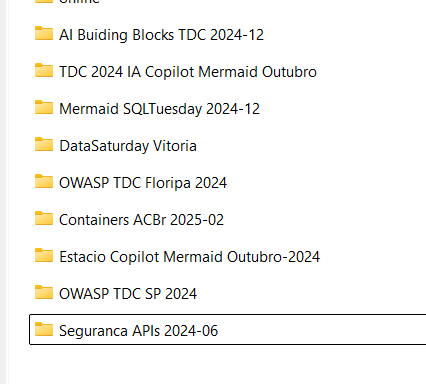 online
AI Buiding Blocks TDC 2024-12
TDC 2024 IA Copilot Mermaid Outubro
Mermaid SQLTuesday 2024-12
DataSaturday Vitoria
OWASP TDC Floripa 2024
Containers ACBr 2025-02
Estacio Copilot Mermaid Outubro-2024
OWASP TDC SP 2024
Seguranca APIs 2024-06